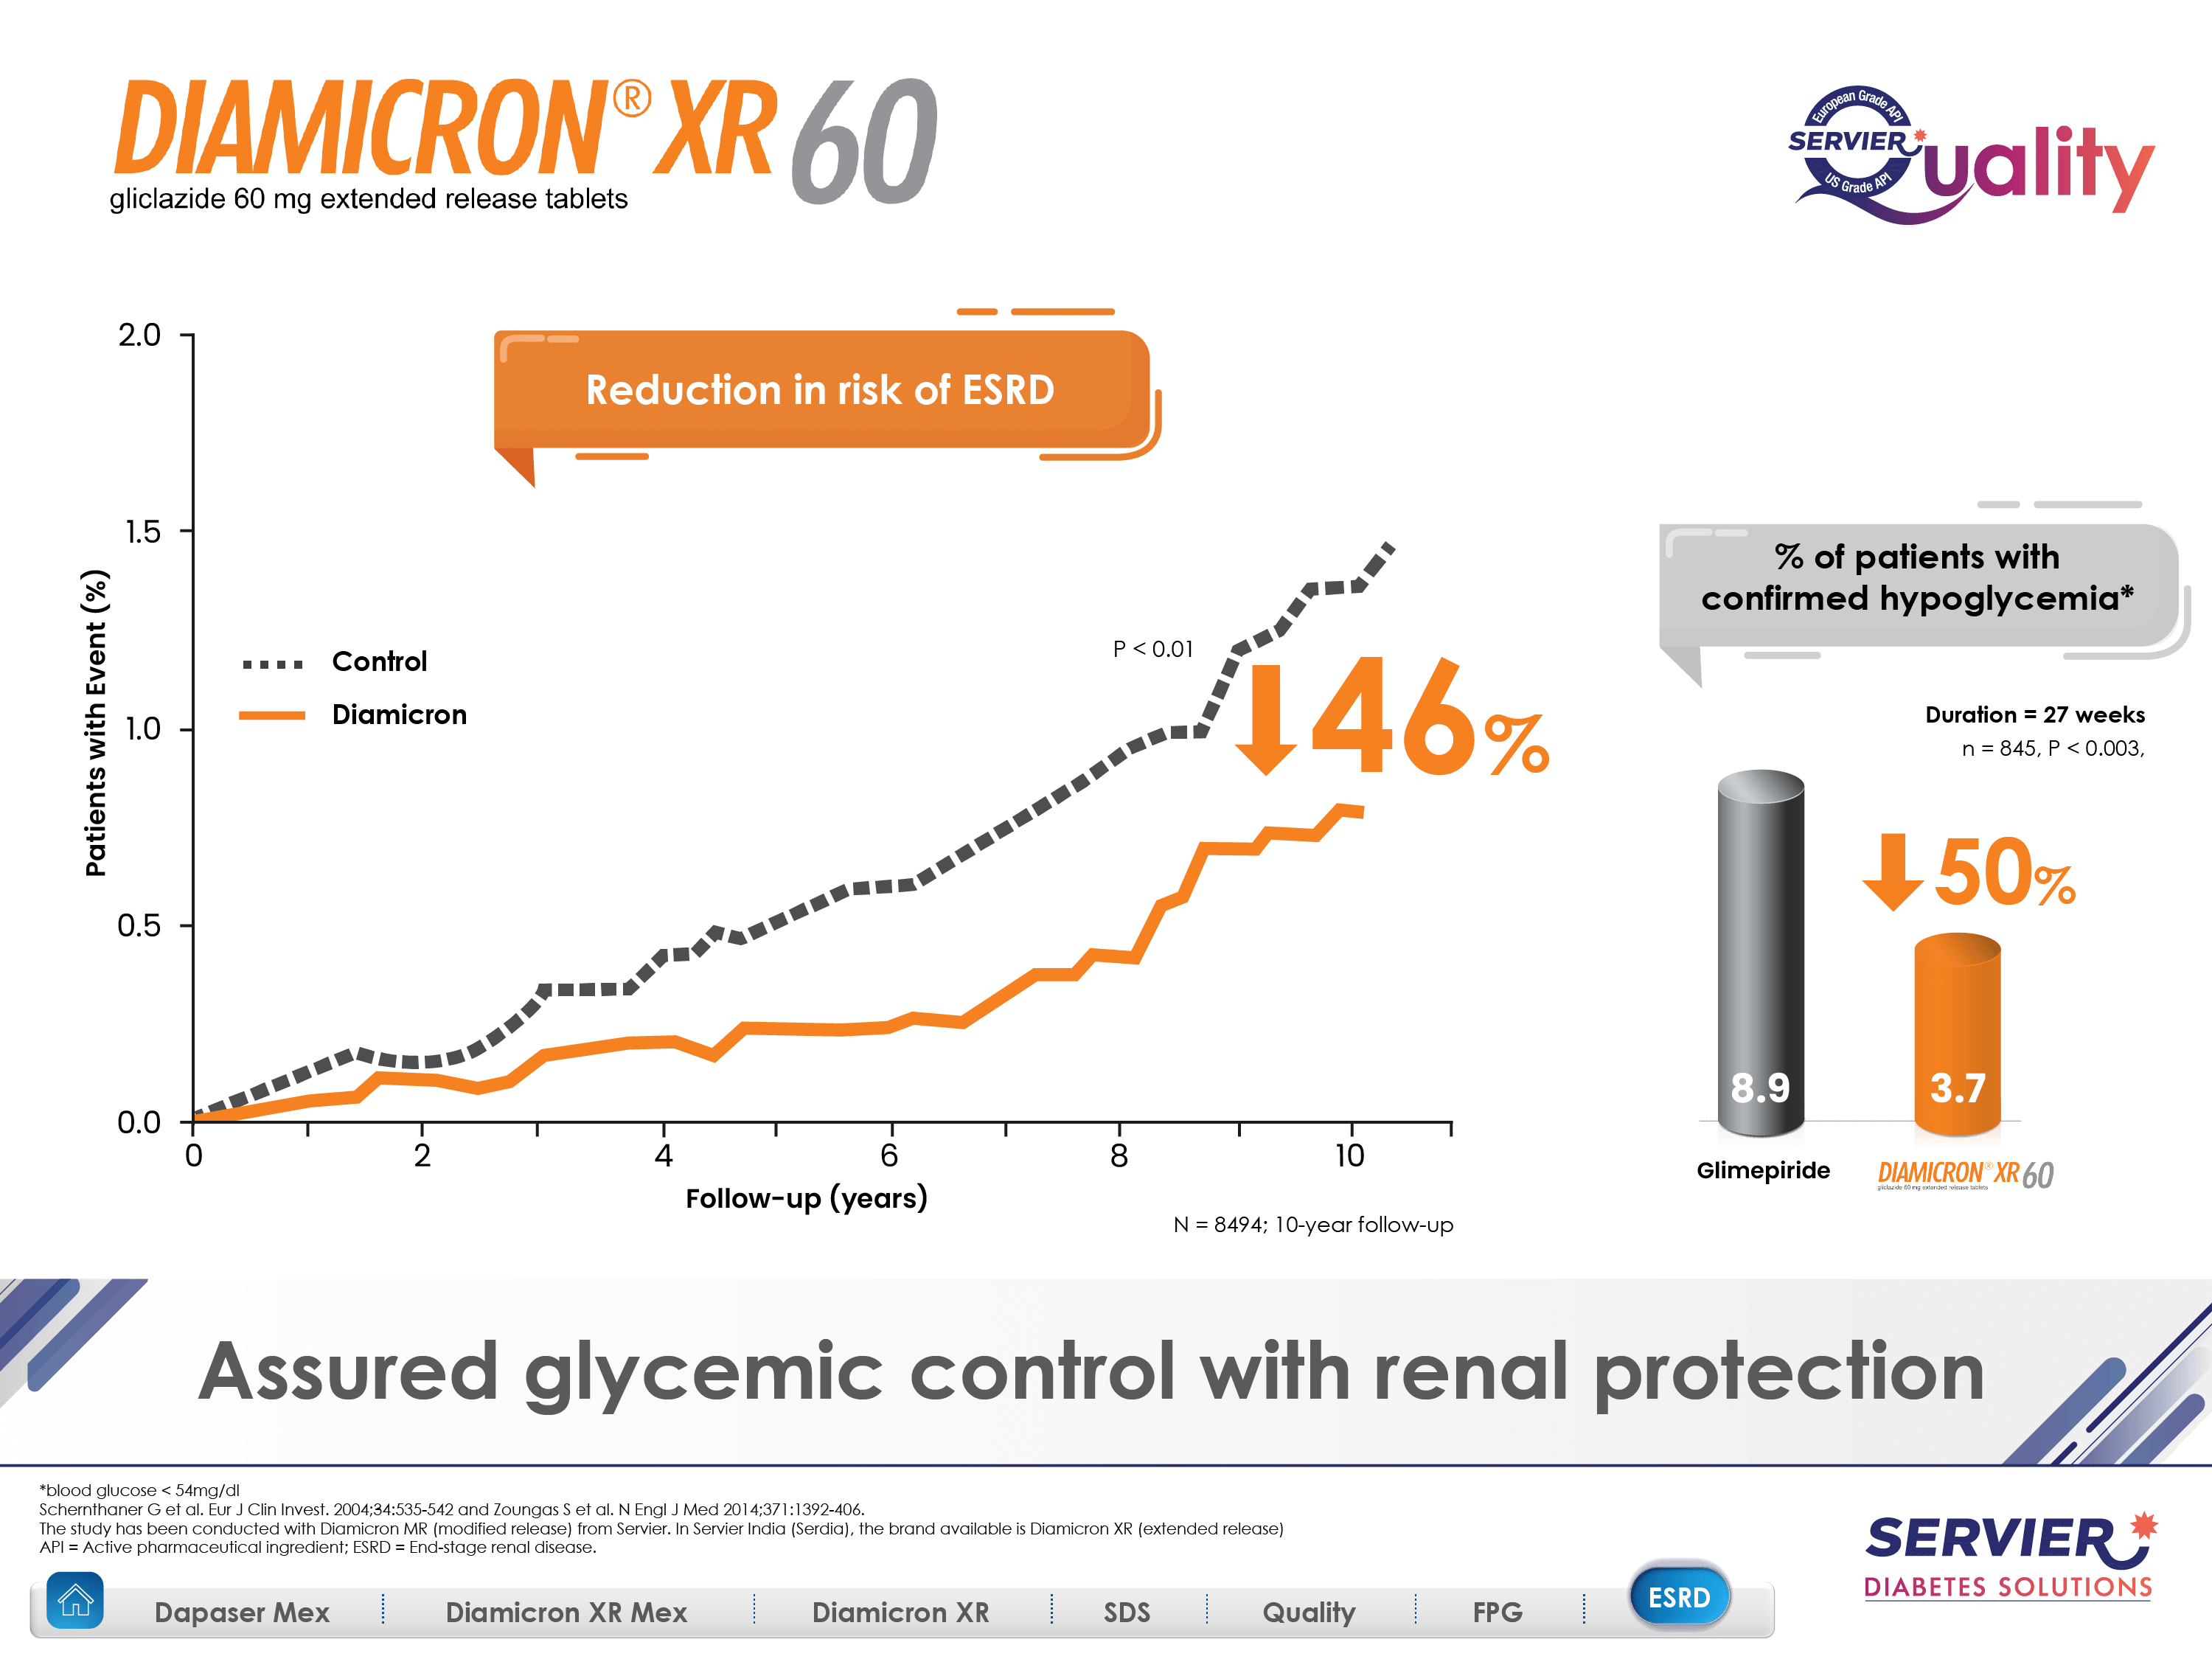 DIAMICRON® XR 60
gliclazide 60 mg extended release tablets
European Grade API
SERVIER
US Grade API
Quality
Reduction in risk of ESRD
2.0
1.5
1.0
0.5
0.0
Patients with Event (%)
Control
Diamicron
P < 0.01
46%
0
2
4
6
8
10
Follow-up (years)
N = 8494; 10-year follow-up
% of patients with
confirmed hypoglycemia*
Duration = 27 weeks
n = 845, P < 0.003,
50%
8.9
3.7
Glimepiride
DIAMICRON® XR 60
gliclazide 60 mg extended release tablets
Assured glycemic control with renal protection
*blood glucose < 54mg/dl
Schernthaner G et al. Eur J Clin Invest. 2004;34:535-542 and Zoungas S et al. N Engl J Med 2014;371:1392-406.
The study has been conducted with Diamicron MR (modified release) from Servier. In Servier India (Serdia), the brand available is Diamicron XR (extended release)
API = Active pharmaceutical ingredient; ESRD = End-stage renal disease.
SERVIER
DIABETES SOLUTIONS
Dapaser Mex
Diamicron XR Mex
Diamicron XR
SDS
Quality
FPG
ESRD